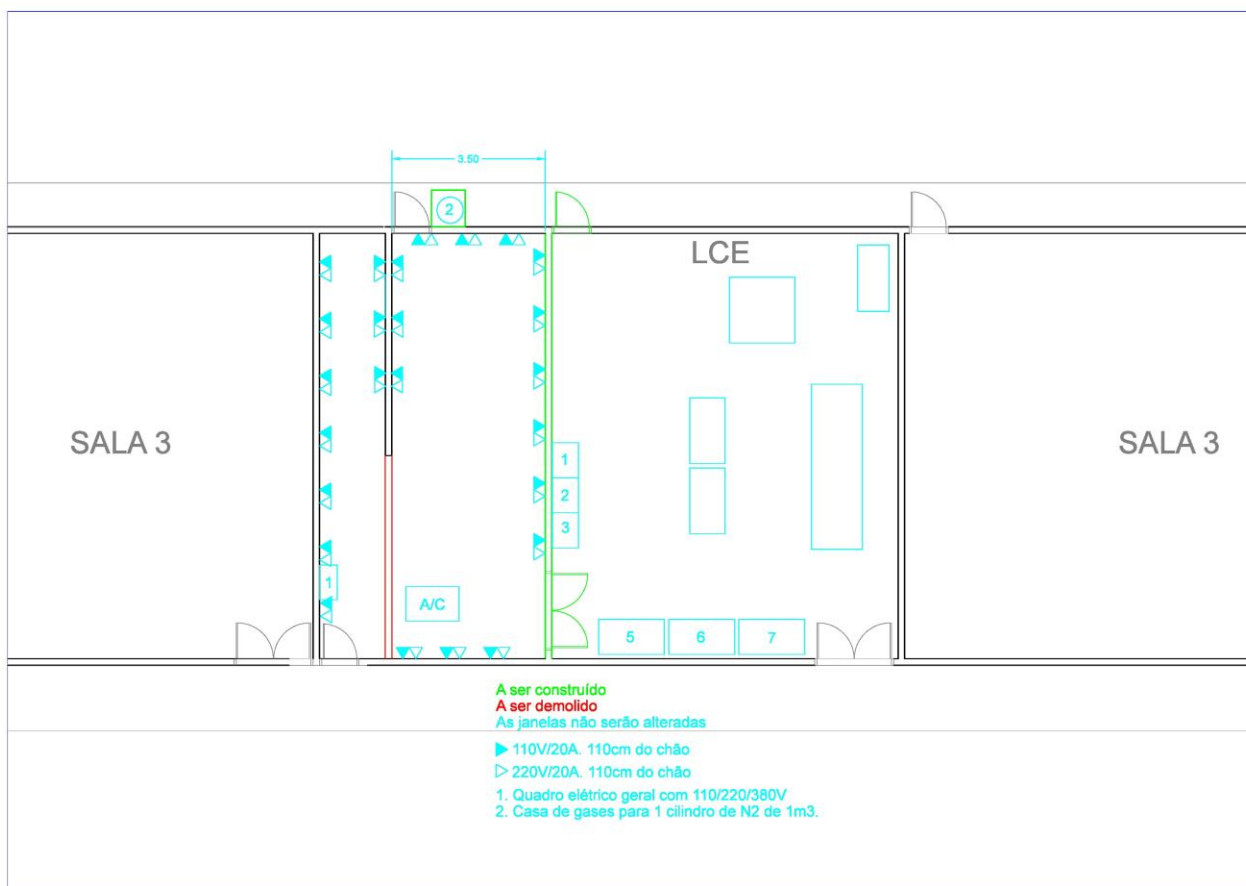 3.50
2
LCE
SALA 3
SALA 3
1
2
3
1
A/C
5
6
7
A ser construído
A ser demolido
As janelas não serão alteradas
110V/20A. 110cm do chão
220V/20A. 110cm do chão
1. Quadro elétrico geral com 110/220/380V
2. Casa de gases para 1 cilindro de N2 de 1m3.